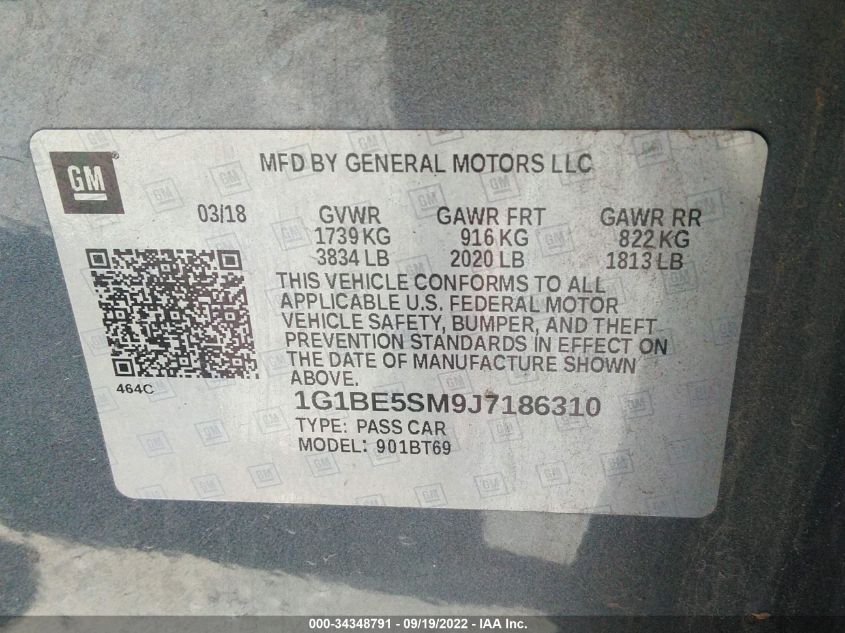 GM
MFD BY GENERAL MOTORS LLC
03/18 GVWR GAWR FRT GAWR RR
1739 KG 916 KG 822 KG
3834 LB 2020 LB 1813 LB
THIS VEHICLE CONFORMS TO ALL
APPLICABLE U.S. FEDERAL MOTOR
VEHICLE SAFETY, BUMPER, AND THEFT
PREVENTION STANDARDS IN EFFECT ON
THE DATE OF MANUFACTURE SHOWN
ABOVE.
464C
1G1BE5SM9J7186310
TYPE: PASS CAR
MODEL: 901BT69
000-34348791 - 09/19/2022 - IAA Inc.